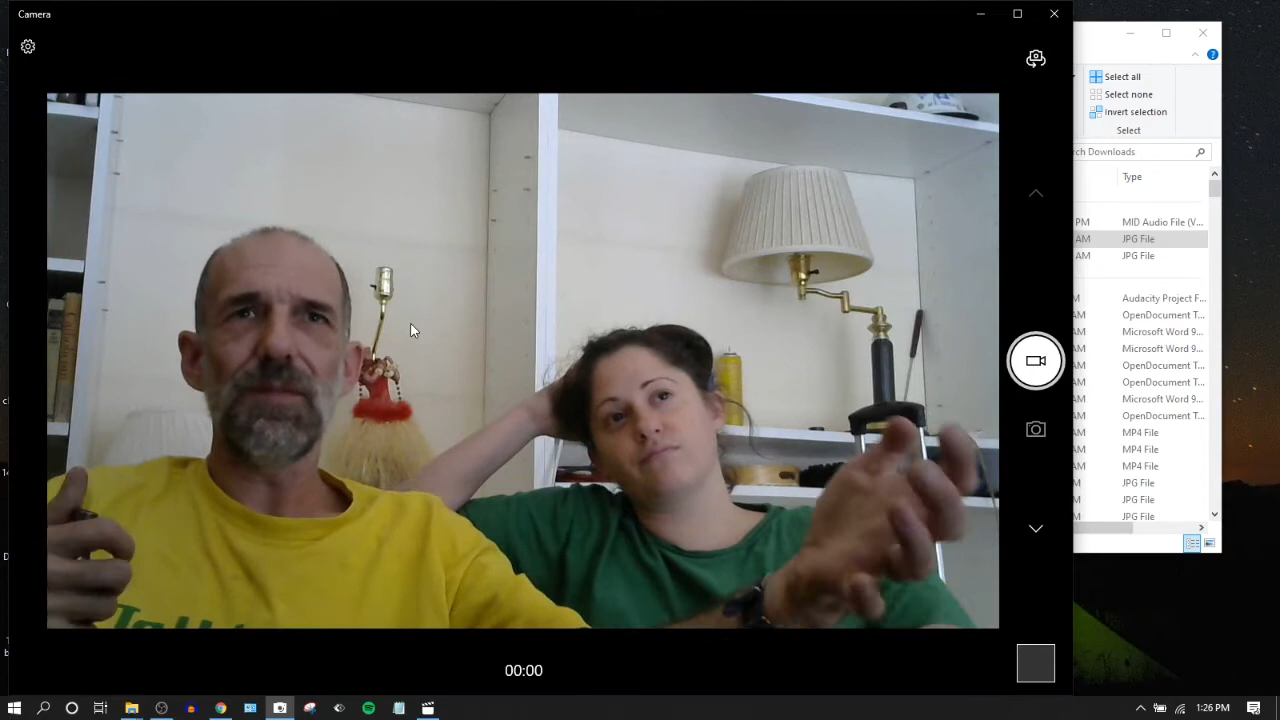 Camera
Select all
Select none
Invert selection
Select
rch Downloads
Type
PM MID Audio File (V...
AM JPG File
AM JPG File
M Audacity Project F...
AM OpenDocument T...
AM Microsoft Word 9...
AM Microsoft Word 9...
AM OpenDocument T...
AM OpenDocument T...
AM Microsoft Word 9...
AM OpenDocument T...
AM MP4 File
AM MP4 File
AM MP4 File
M JPG File
M JPG File
M JPG File
00:00
1:26 PM